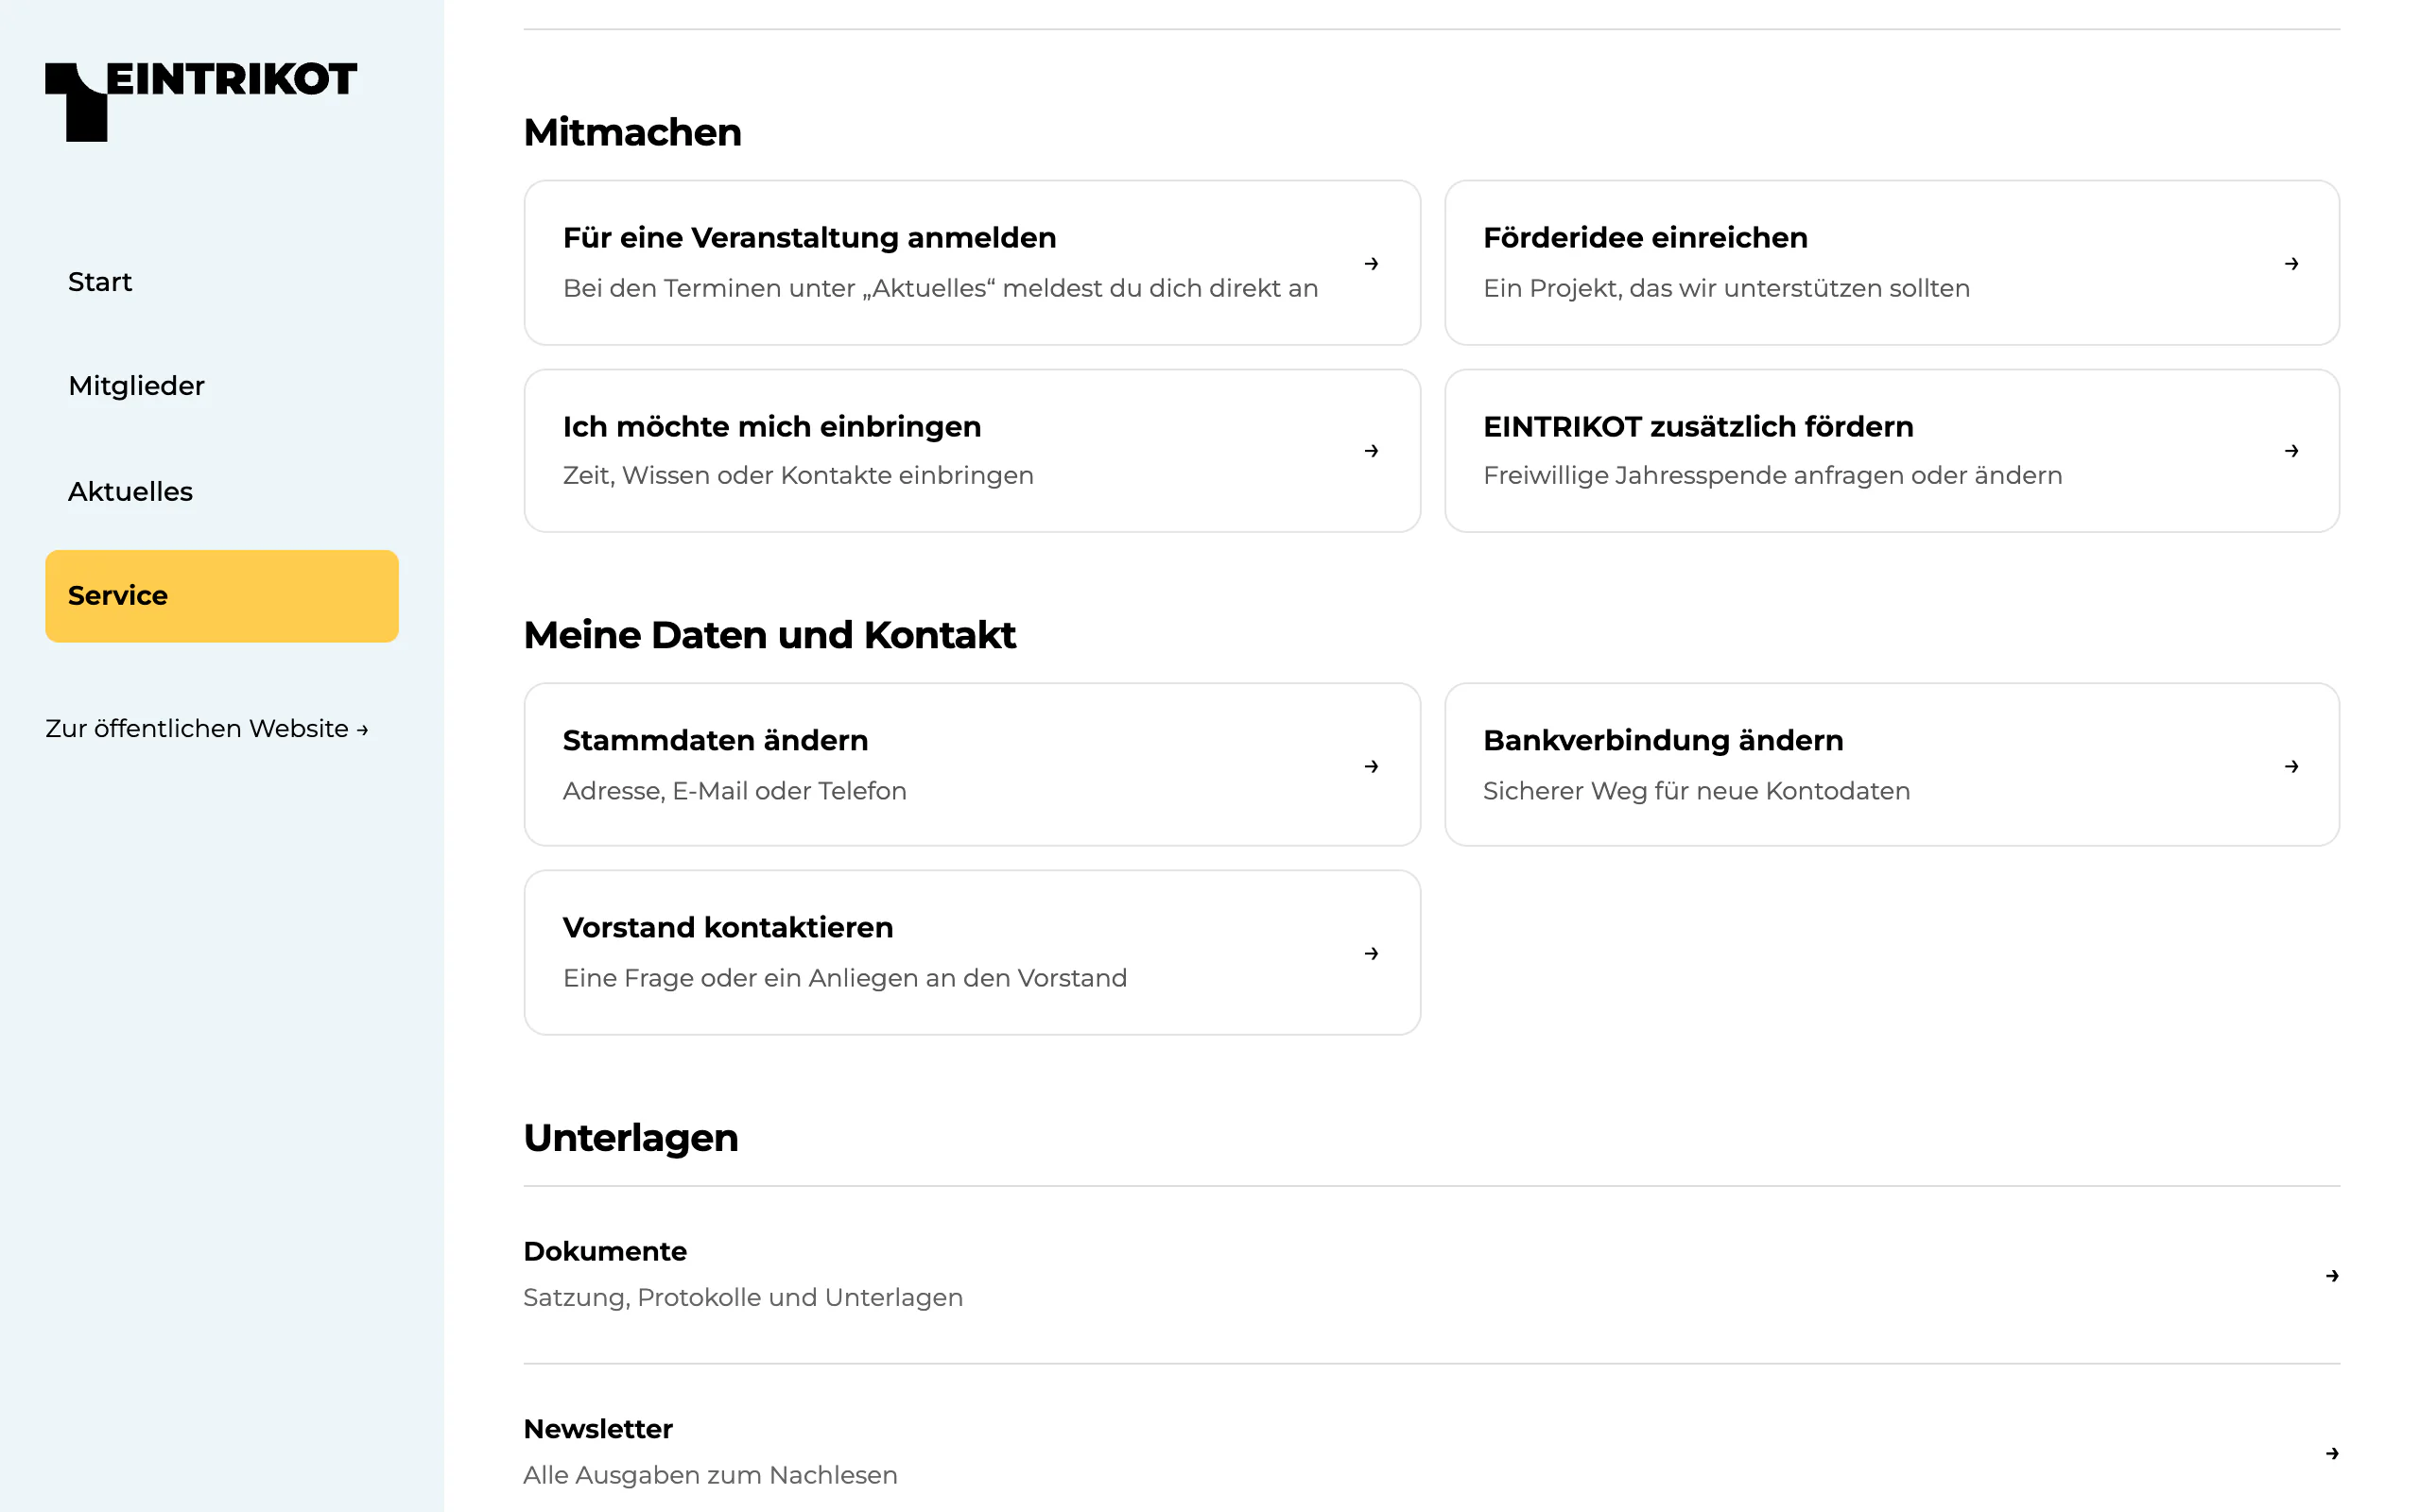 EINTRIKOT
Start
Mitglieder
Aktuelles
Service
Zur öffentlichen Website →
Mitmachen
Für eine Veranstaltung anmelden
Bei den Terminen unter „Aktuelles“ meldest du dich direkt an
→
Förderidee einreichen
Ein Projekt, das wir unterstützen sollten
→
Ich möchte mich einbringen
Zeit, Wissen oder Kontakte einbringen
→
EINTRIKOT zusätzlich fördern
Freiwillige Jahresspende anfragen oder ändern
→
Meine Daten und Kontakt
Stammdaten ändern
Adresse, E-Mail oder Telefon
→
Bankverbindung ändern
Sicherer Weg für neue Kontodaten
→
Vorstand kontaktieren
Eine Frage oder ein Anliegen an den Vorstand
→
Unterlagen
Dokumente
Satzung, Protokolle und Unterlagen
→
Newsletter
Alle Ausgaben zum Nachlesen
→